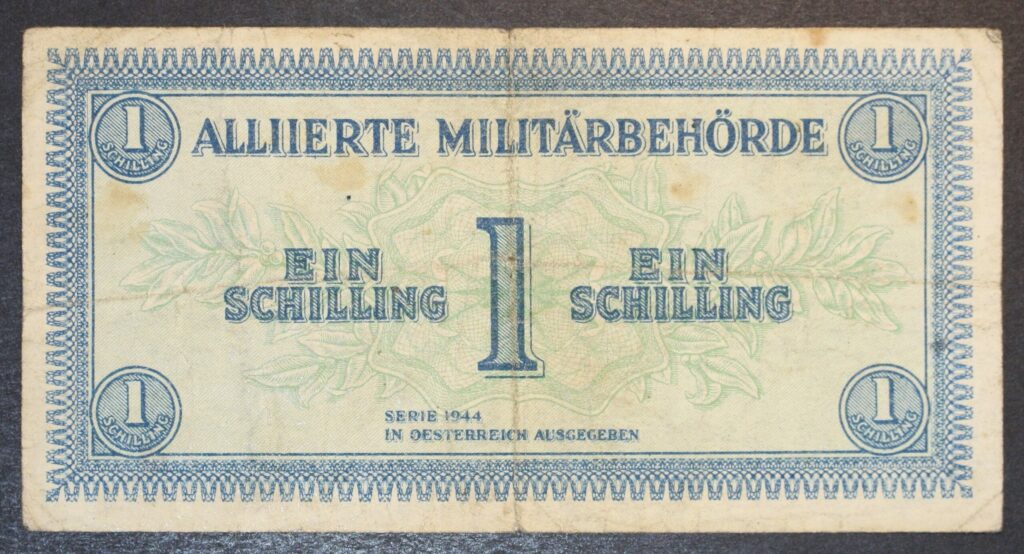 1 SCHILLING
1 SCHILLING
ALLIIERTE MILITÄRBEHÖRDE
EIN SCHILLING
1
EIN SCHILLING
SERIE 1944
IN OESTERREICH AUSGEGEBEN
1 SCHILLING
1 SCHILLING